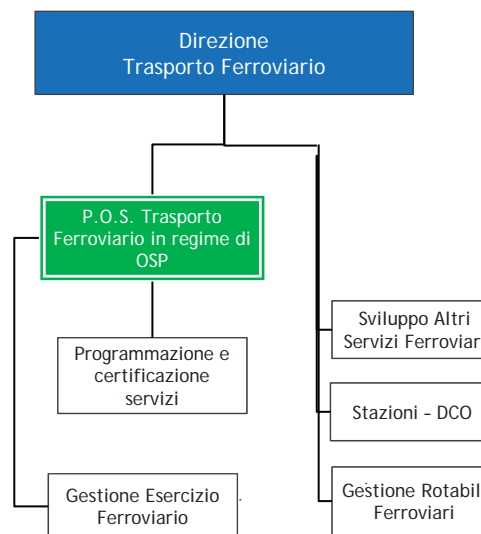 Direzione
Trasporto Ferroviario
P.O.S. Trasporto
Ferroviario in regime di
OSP
Programmazione e
certificazione
servizi
Sviluppo Altri
Servizi Ferroviar
Stazioni - DCO
Gestione Esercizio
Ferroviario
Gestione Rotabil
Ferroviari